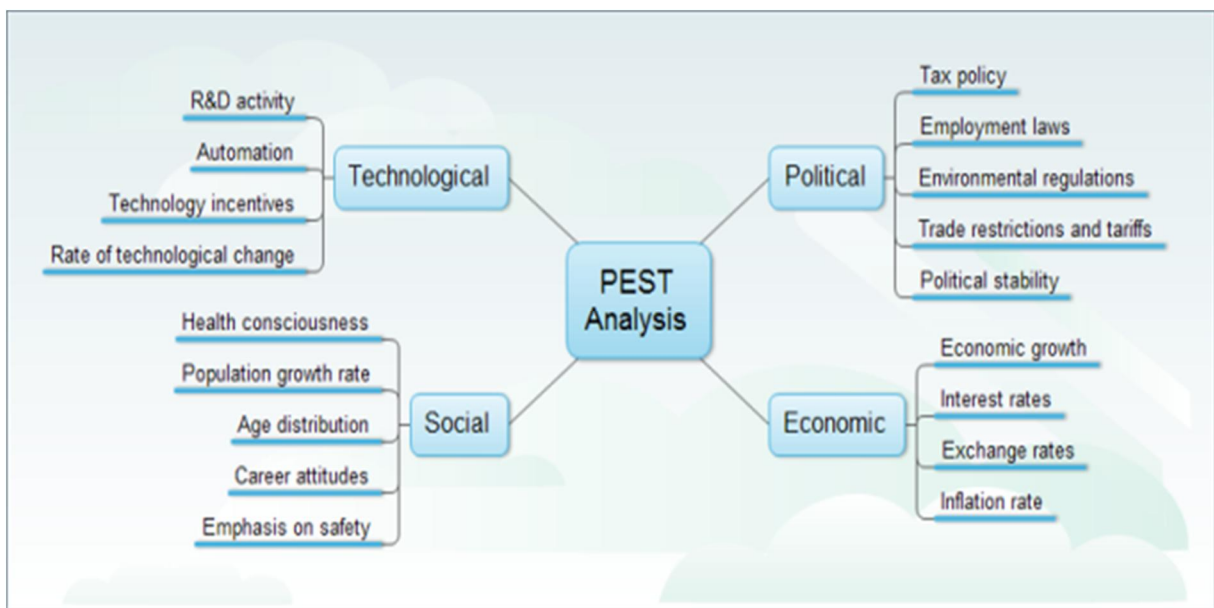 PEST
Analysis
Political
Tax policy
Employment laws
Environmental regulations
Trade restrictions and tariffs
Political stability
Economic
Economic growth
Interest rates
Exchange rates
Inflation rate
Social
Health consciousness
Population growth rate
Age distribution
Career attitudes
Emphasis on safety
Technological
R&D activity
Automation
Technology incentives
Rate of technological change